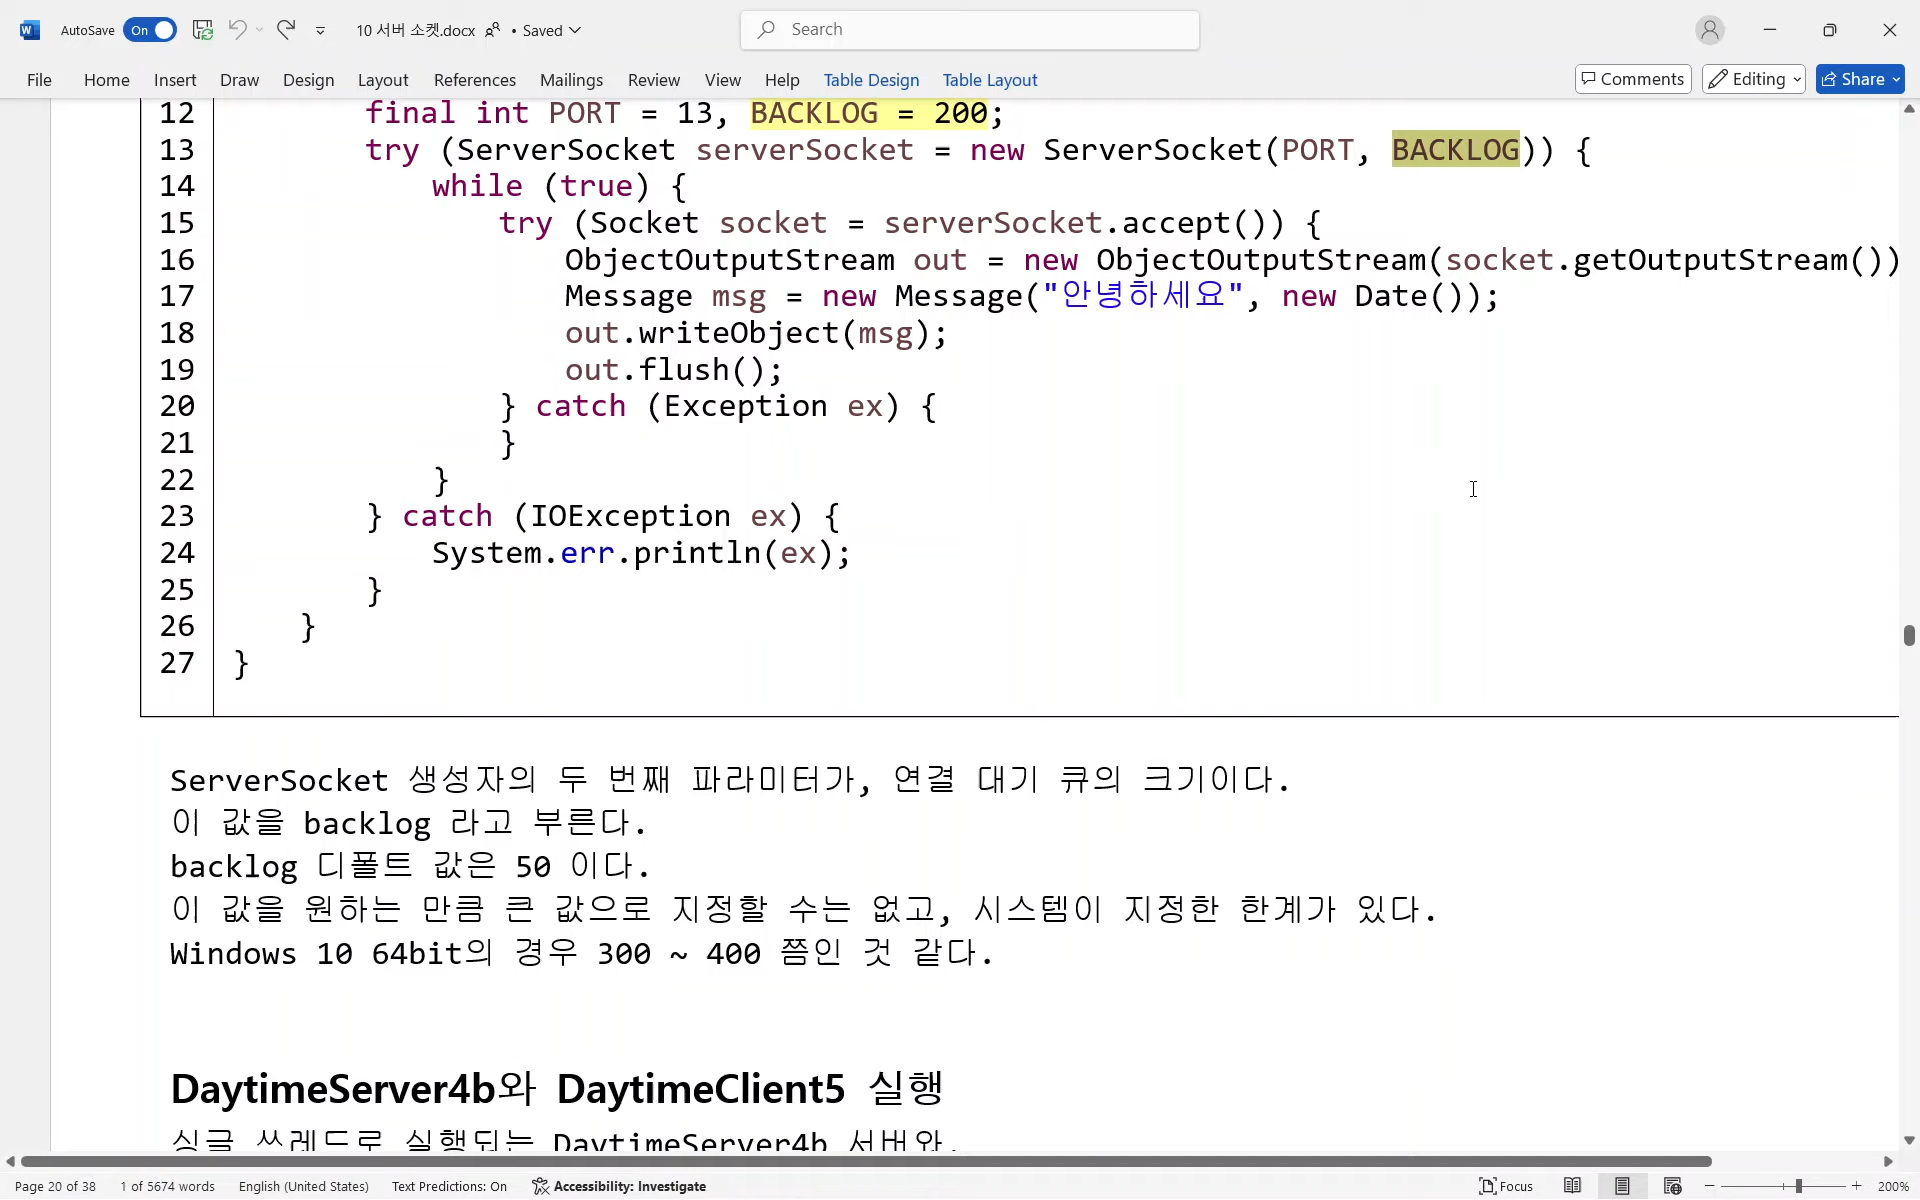 AutoSave On 10 서버 소켓.docx • Saved Search
File Home Insert Draw Design Layout References Mailings Review View Help Table Design Table Layout Comments Editing Share
12 final int PORT = 13, BACKLOG = 200;
13 try (ServerSocket serverSocket = new ServerSocket(PORT, BACKLOG)) {
14 while (true) {
15 try (Socket socket = serverSocket.accept()) {
16 ObjectOutputStream out = new ObjectOutputStream(socket.getOutputStream())
17 Message msg = new Message("안녕하세요", new Date());
18 out.writeObject(msg);
19 out.flush();
20 } catch (Exception ex) {
21 }
22 }
23 } catch (IOException ex) {
24 System.err.println(ex);
25 }
26 }
27 }
ServerSocket 생성자의 두 번째 파라미터가, 연결 대기 큐의 크기이다.
이 값을 backlog 라고 부른다.
backlog 디폴트 값은 50 이다.
이 값을 원하는 만큼 큰 값으로 지정할 수는 없고, 시스템이 지정한 한계가 있다.
Windows 10 64bit의 경우 300 ~ 400 쯤인 것 같다.
DaytimeServer4b와 DaytimeClient5 실행
싱글 쓰레드로 실행되는 DaytimeServer4b 서버와,
Page 20 of 38 1 of 5674 words English (United States) Text Predictions: On Accessibility: Investigate Focus 200%